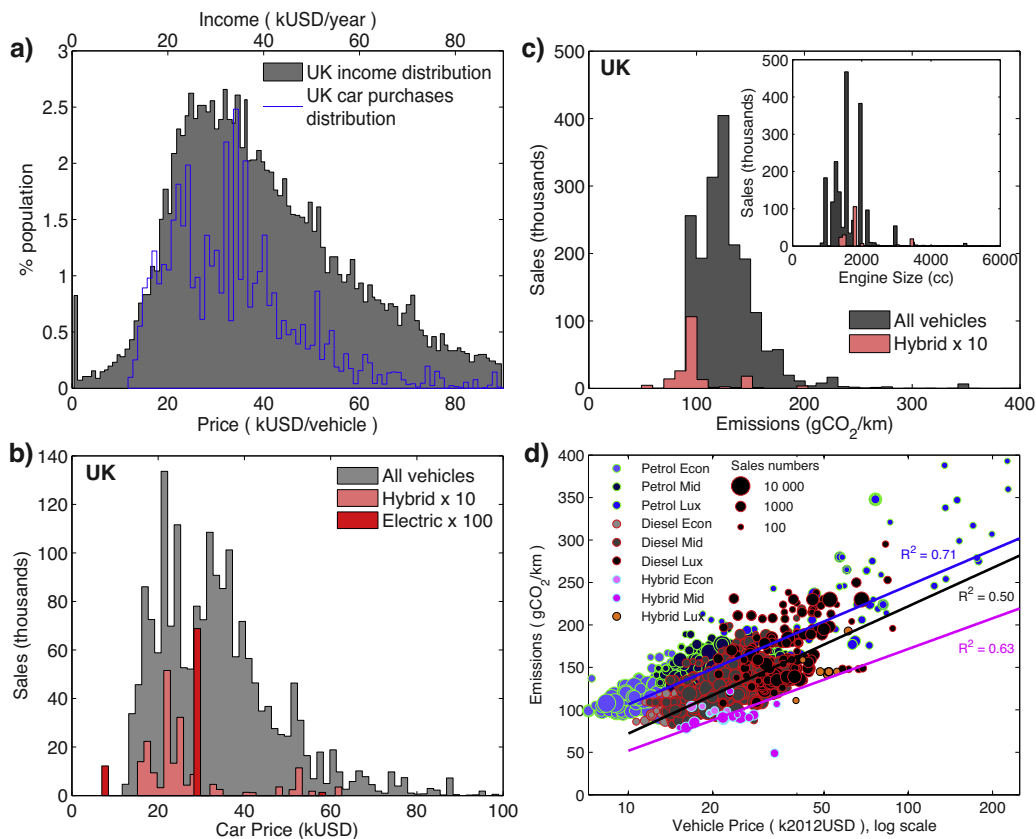 a)
Income ( kUSD/year)
0 20 40 60 80
3
2.5
2
1.5
1
0.5
0
% population
UK income distribution
UK car purchases
distribution
0 20 40 60 80
Price ( kUSD/vehicle )
b)
UK
140
120
100
80
60
40
20
0
Sales (thousands)
All vehicles
Hybrid x 10
Electric x 100
0 20 40 60 80 100
Car Price (kUSD)
c)
UK
500
400
300
200
100
0
Sales (thousands)
500
400
300
200
100
0
Sales (thousands)
0 2000 4000 6000
Engine Size (cc)
All vehicles
Hybrid x 10
0 100 200 300 400
Emissions (gCO₂/km)
d)
400
350
300
250
200
150
100
50
0
Emissions ( gCO₂/km)
Petrol Econ
Petrol Mid
Petrol Lux
Diesel Econ
Diesel Mid
Diesel Lux
Hybrid Econ
Hybrid Mid
Hybrid Lux
Sales numbers
10 000
1000
100
R² = 0.71
R² = 0.50
R² = 0.63
10 20 50 100 200
Vehicle Price ( k2012USD) , log scale